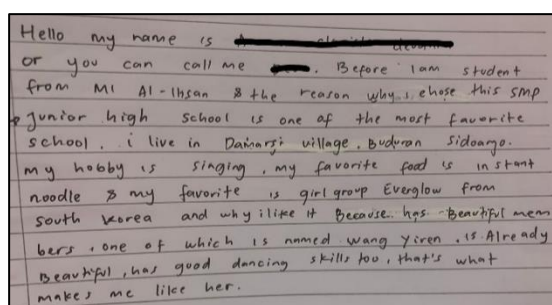 Hello my name is
or you can call me . Before iam student
from MI Al-Ihsan & the reason why i chose this SMP
Junior high school is one of the most favorite
school. i live in Damarsi village, Buduran Sidoargo.
my hobby is singing, my favorite food is instant
noodle & my favorite is girl group Everglow from
south korea and why i like it Because has Beautiful mem
bers, one of which is named wang yiren. is Already
Beautiful, has good dancing skills too, that's what
makes me like her.